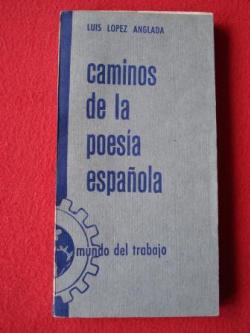 LUIS LOPEZ ANGLADA
caminos
de la
poesía
española
mundo del trabajo